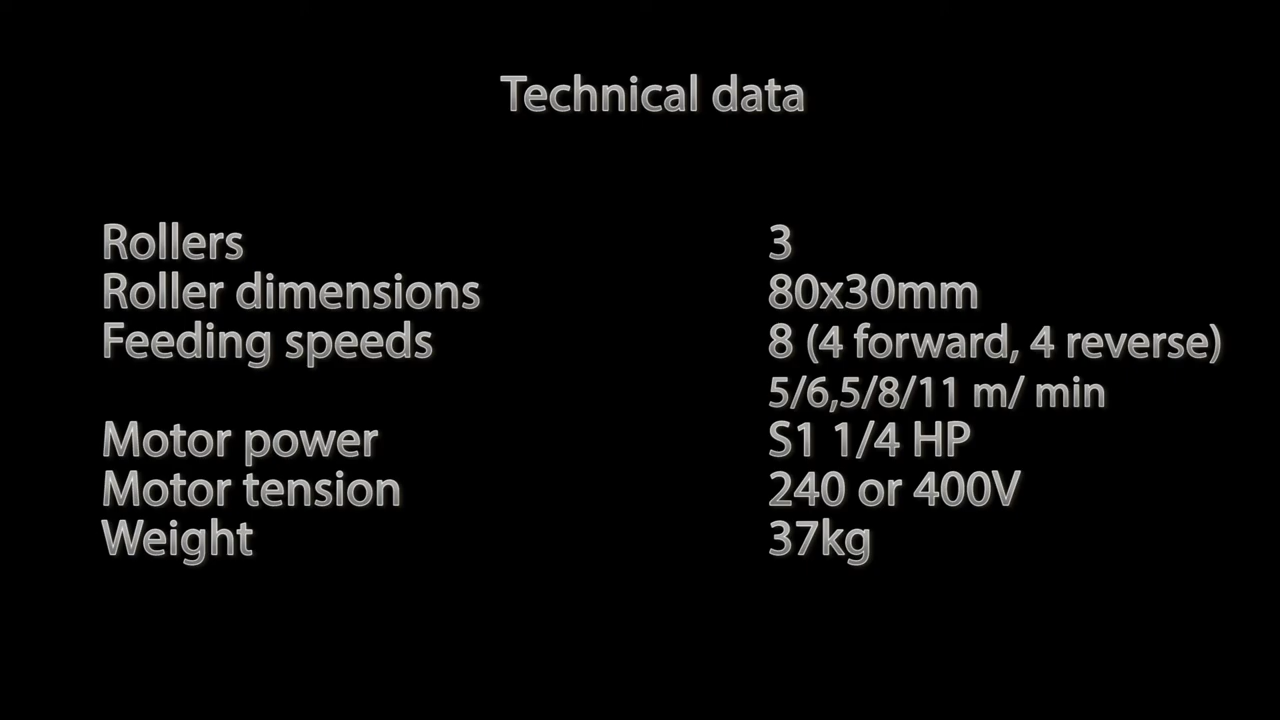 Technical data
Rollers 3
Roller dimensions 80x30mm
Feeding speeds 8 (4 forward, 4 reverse)
5/6,5/8/11 m/ min
Motor power S1 1/4 HP
Motor tension 240 or 400V
Weight 37kg